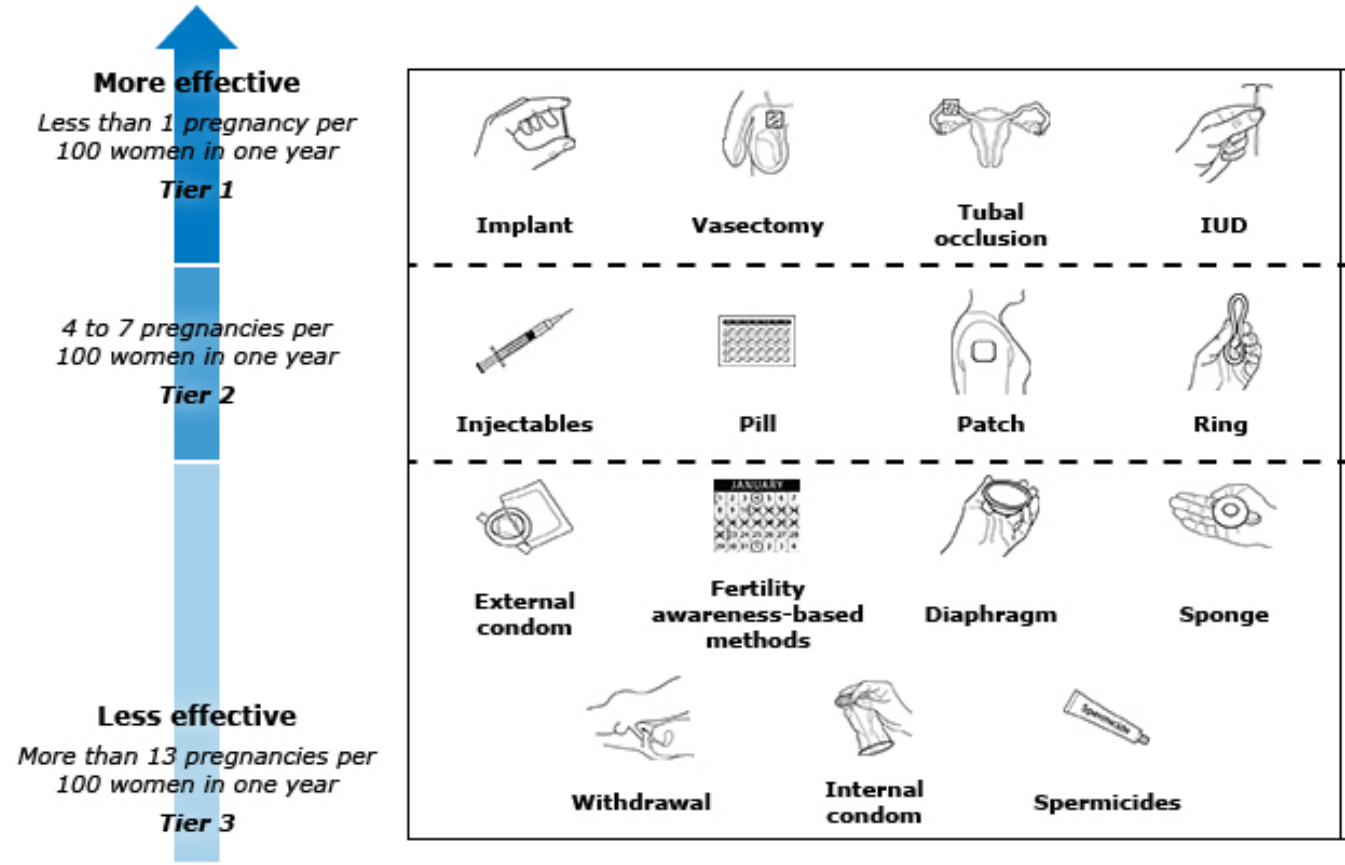 More effective
Less than 1 pregnancy per
100 women in one year
Tier 1
Implant
Vasectomy
Tubal
occlusion
IUD
4 to 7 pregnancies per
100 women in one year
Tier 2
Injectables
Pill
Patch
Ring
JANUARY
External
condom
Fertility
awareness-based
methods
Diaphragm
Sponge
Less effective
More than 13 pregnancies per
100 women in one year
Tier 3
Spermicide
Withdrawal
Internal
condom
Spermicides